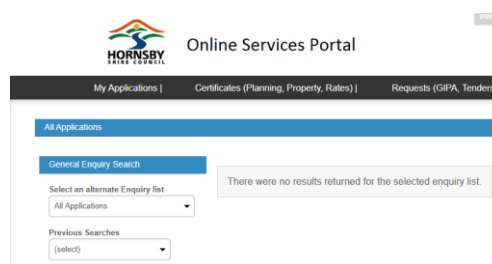 HORNSBY
SHIRE COUNCIL
Online Services Portal
My Applications |
Certificates (Planning, Property, Rates) |
Requests (GIPA, Tenders
All Applications
General Enquiry Search
Select an alternate Enquiry list
All Applications
Previous Searches
(select)
There were no results returned for the selected enquiry list.